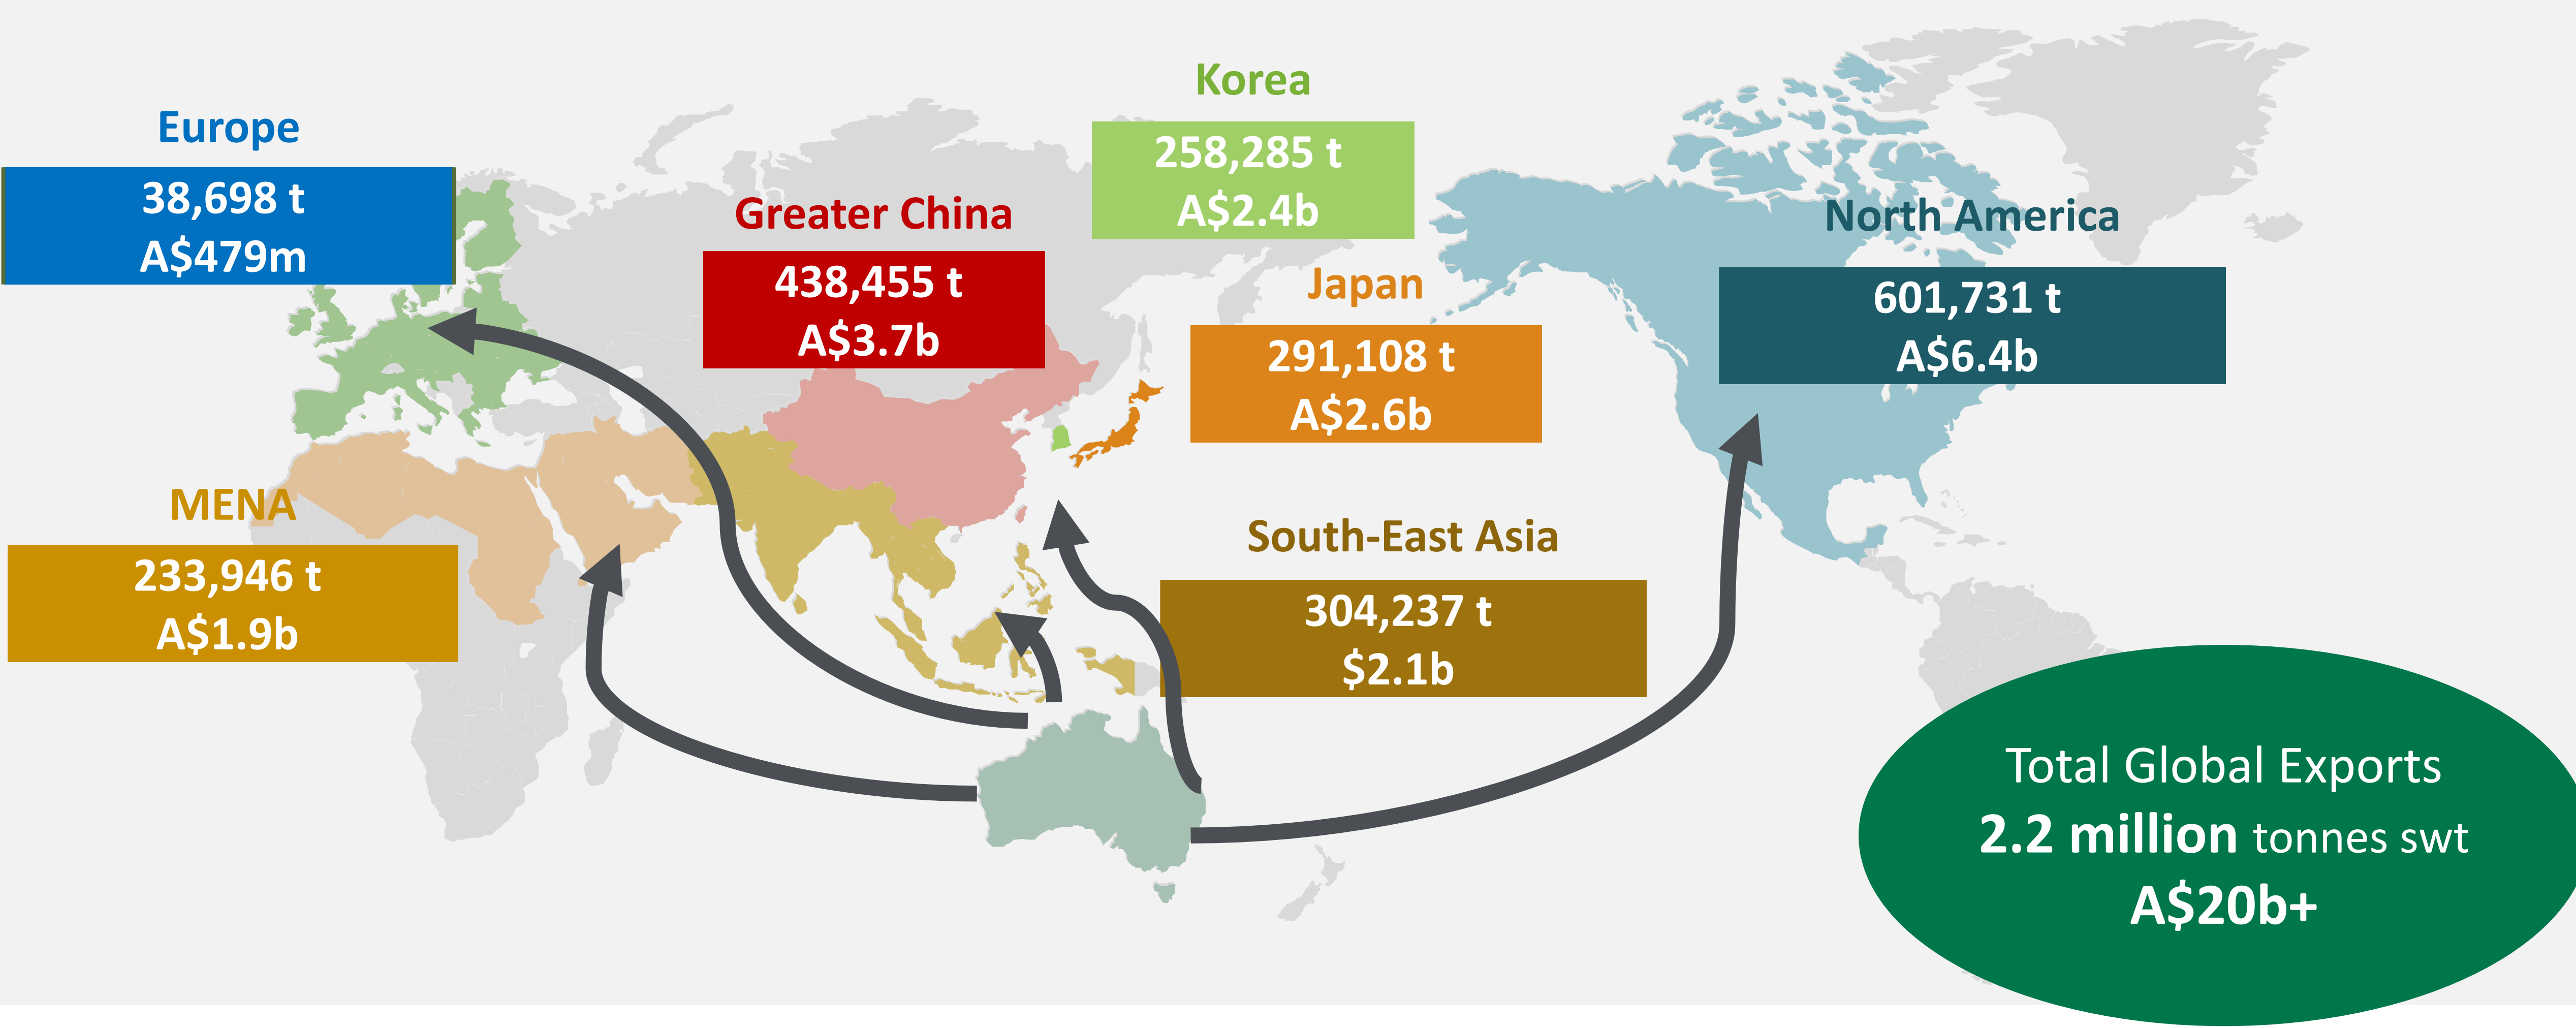 Korea
258,285 t
A$2.4b
Europe
38,698 t
A$479m
Greater China
438,455 t
A$3.7b
North America
601,731 t
A$6.4b
Japan
291,108 t
A$2.6b
MENA
233,946 t
A$1.9b
South-East Asia
304,237 t
$2.1b
Total Global Exports
2.2 million tonnes swt
A$20b+